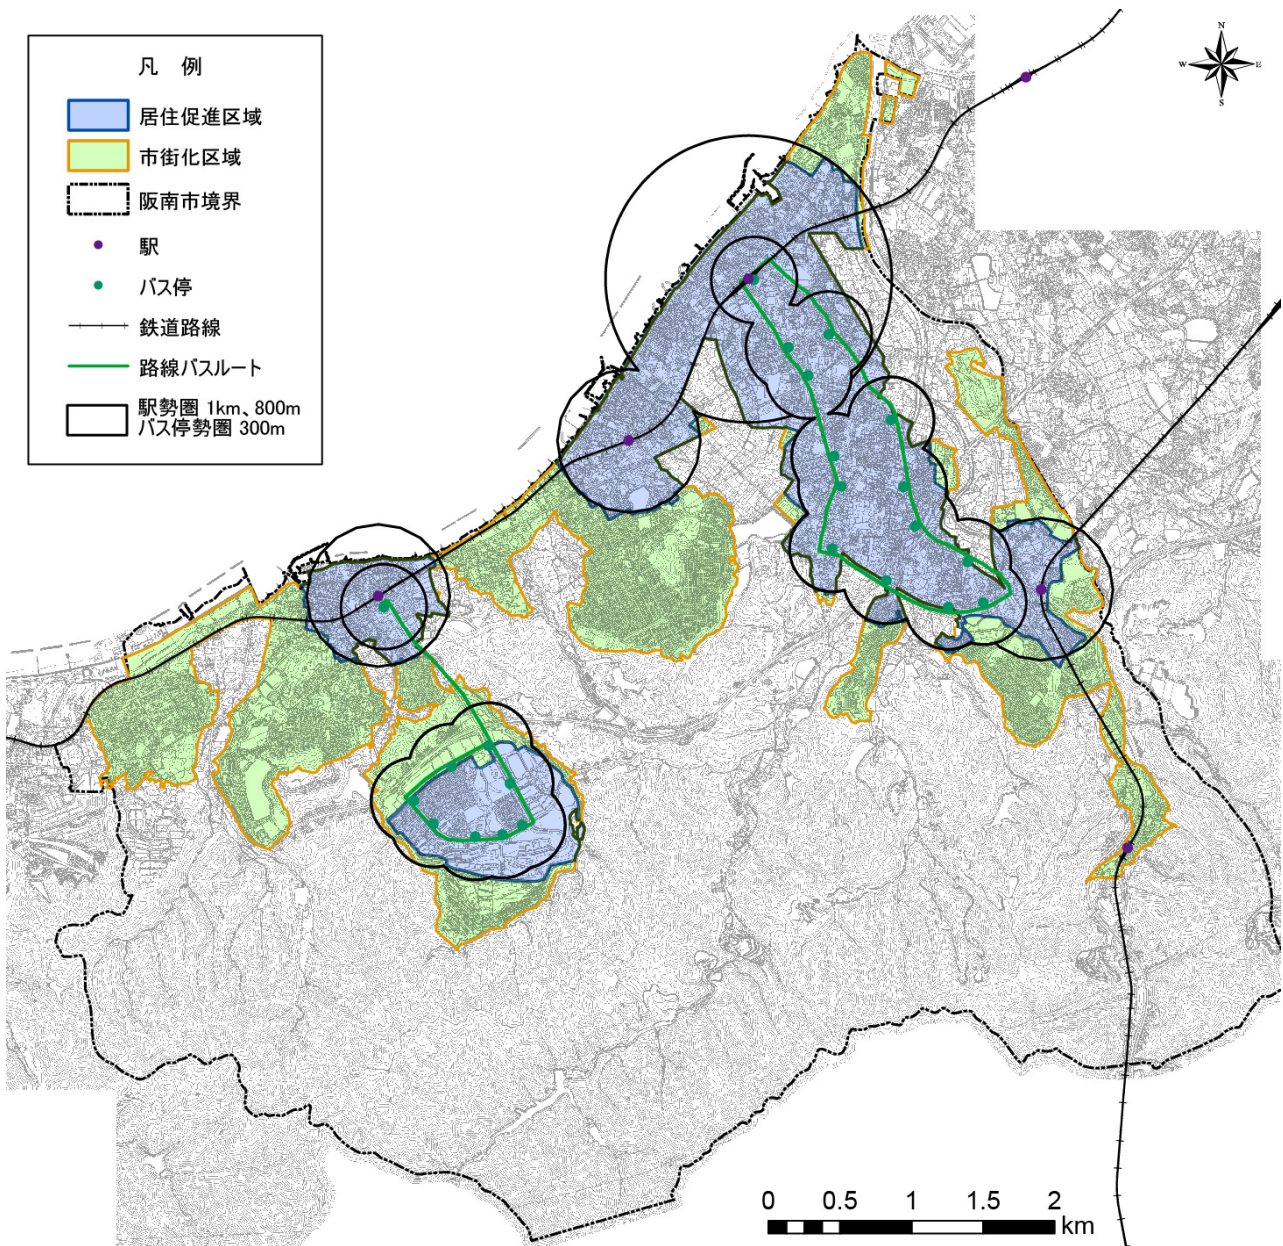 凡 例
居住促進区域
市街化区域
阪南市境界
駅
バス停
鉄道路線
路線バスルート
駅勢圏 1km、800m
バス停勢圏 300m
N
W E
S
0 0.5 1 1.5 2
km